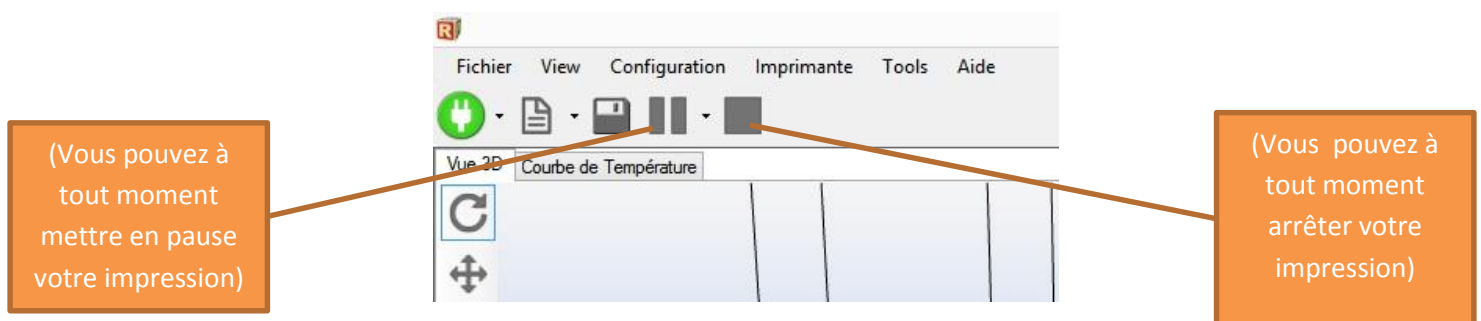 R
Fichier View Configuration Imprimante Tools Aide
Vue 3D Courbe de Température
(Vous pouvez à
tout moment
mettre en pause
votre impression)
(Vous pouvez à
tout moment
arrêter votre
impression)